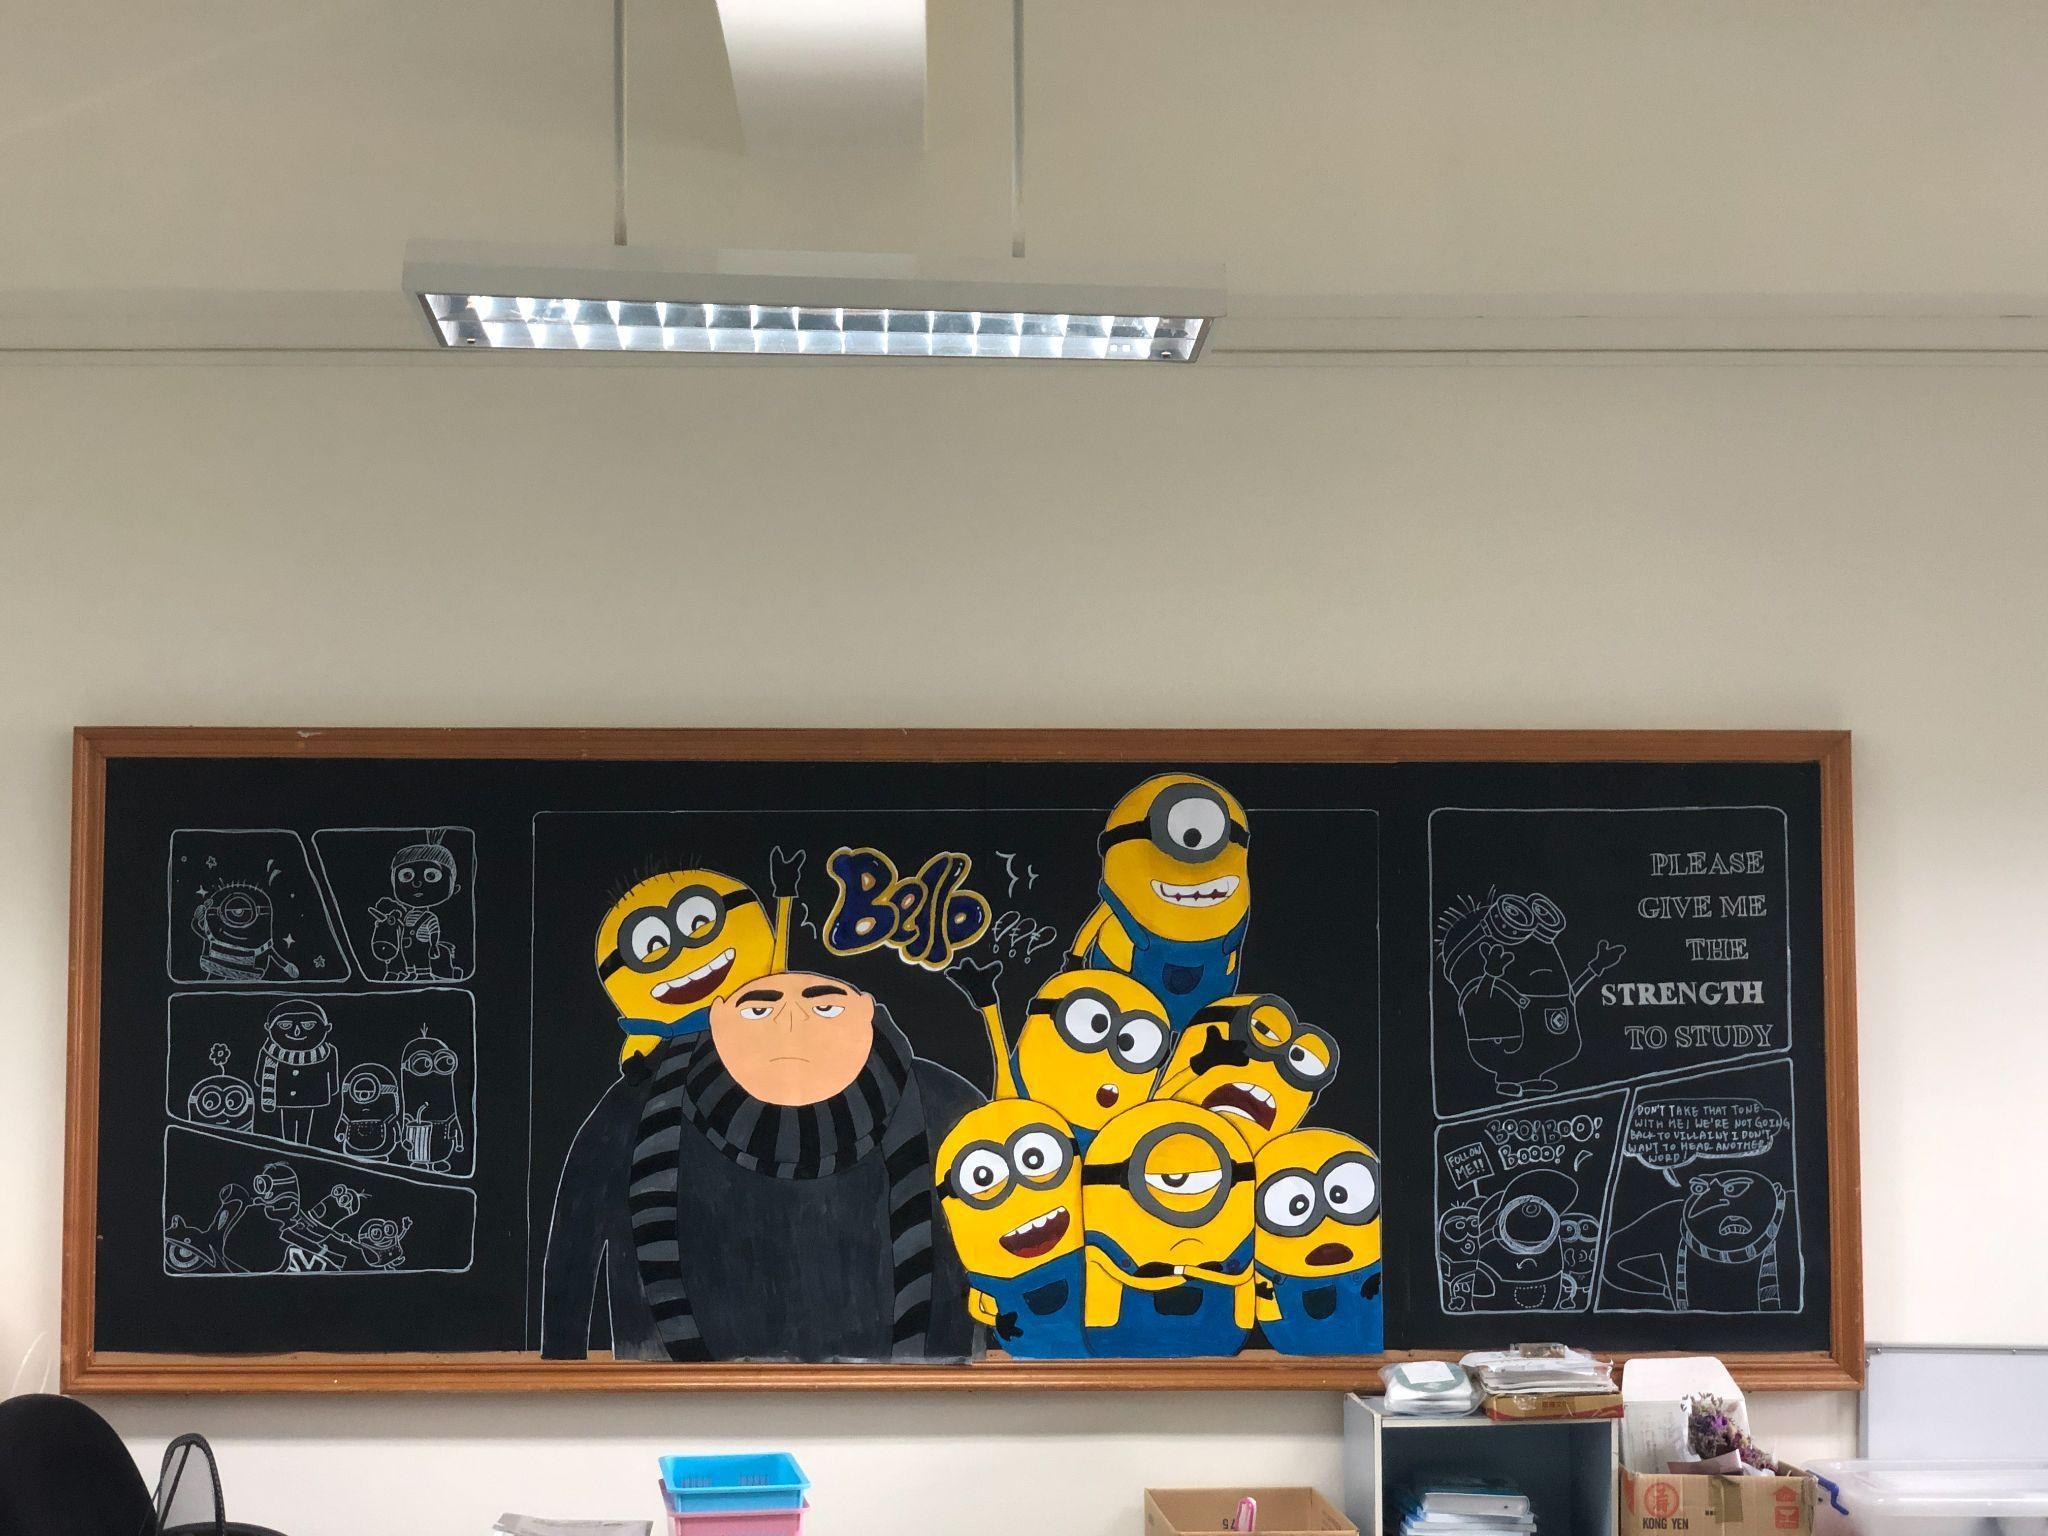 Bello
PLEASE
GIVE ME
THE
STRENGTH
TO STUDY
BOO! BOO!
BOOO!
FOLLOW
ME!!
DON'T TAKE THAT TONE
WITH ME! WE'RE NOT GOING
BACK TO VILLAINY I DON'T
WANT TO HEAR ANOTHER
WORD!
KONG YEN
75